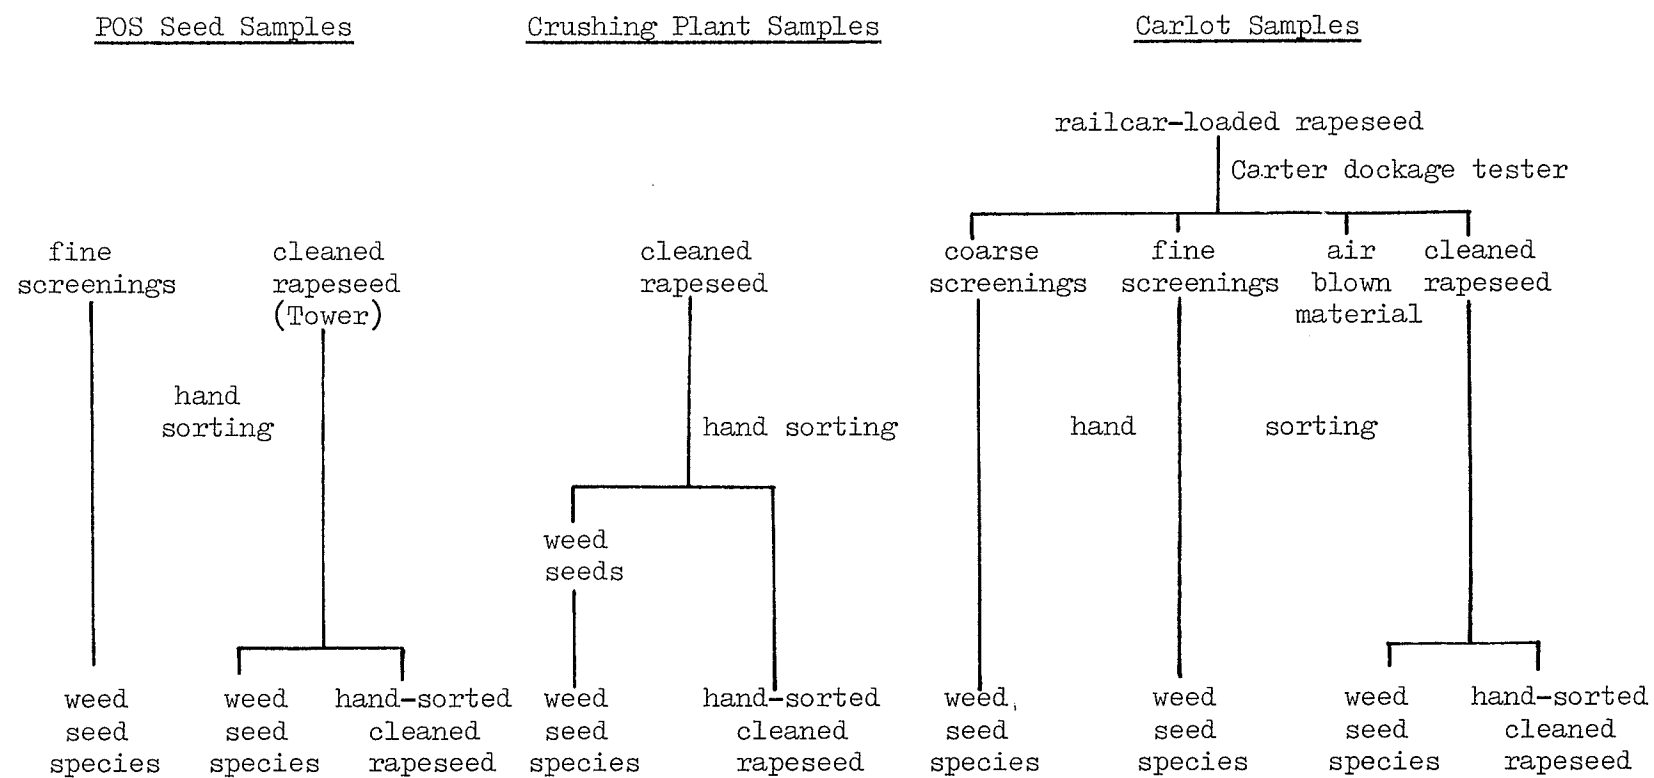 POS Seed Samples
Crushing Plant Samples
Carlot Samples
railcar-loaded rapeseed
Carter dockage tester
fine
screenings
cleaned
rapeseed
(Tower)
cleaned
rapeseed
coarse
screenings
fine
screenings
air
blown
material
cleaned
rapeseed
hand
sorting
hand sorting
hand
sorting
weed
seeds
weed
seed
species
weed
seed
species
hand-sorted
cleaned
rapeseed
weed
seed
species
hand-sorted
cleaned
rapeseed
weed
seed
species
weed
seed
species
weed
seed
species
hand-sorted
cleaned
rapeseed